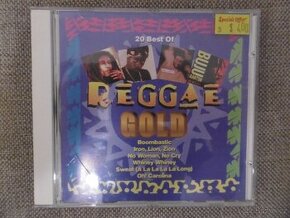 20 Best Of
REGGAE
GOLD
Boombastic
Iron, Lion, Zion
No Woman, No Cry
Whiney Whiney
Sweat (a La La La La Long)
Oh Carolina